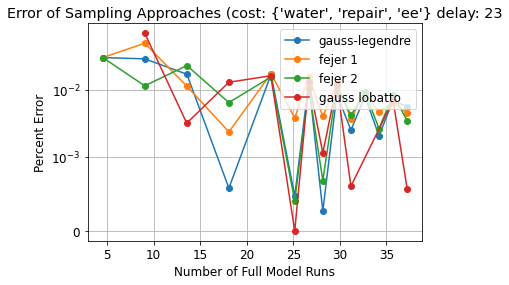 Error of Sampling Approaches (cost: {'water', 'repair', 'ee'} delay: 23
gauss-legendre
fejer 1
fejer 2
gauss lobatto
Percent Error
10⁻²
10⁻³
0
5 10 15 20 25 30 35
Number of Full Model Runs